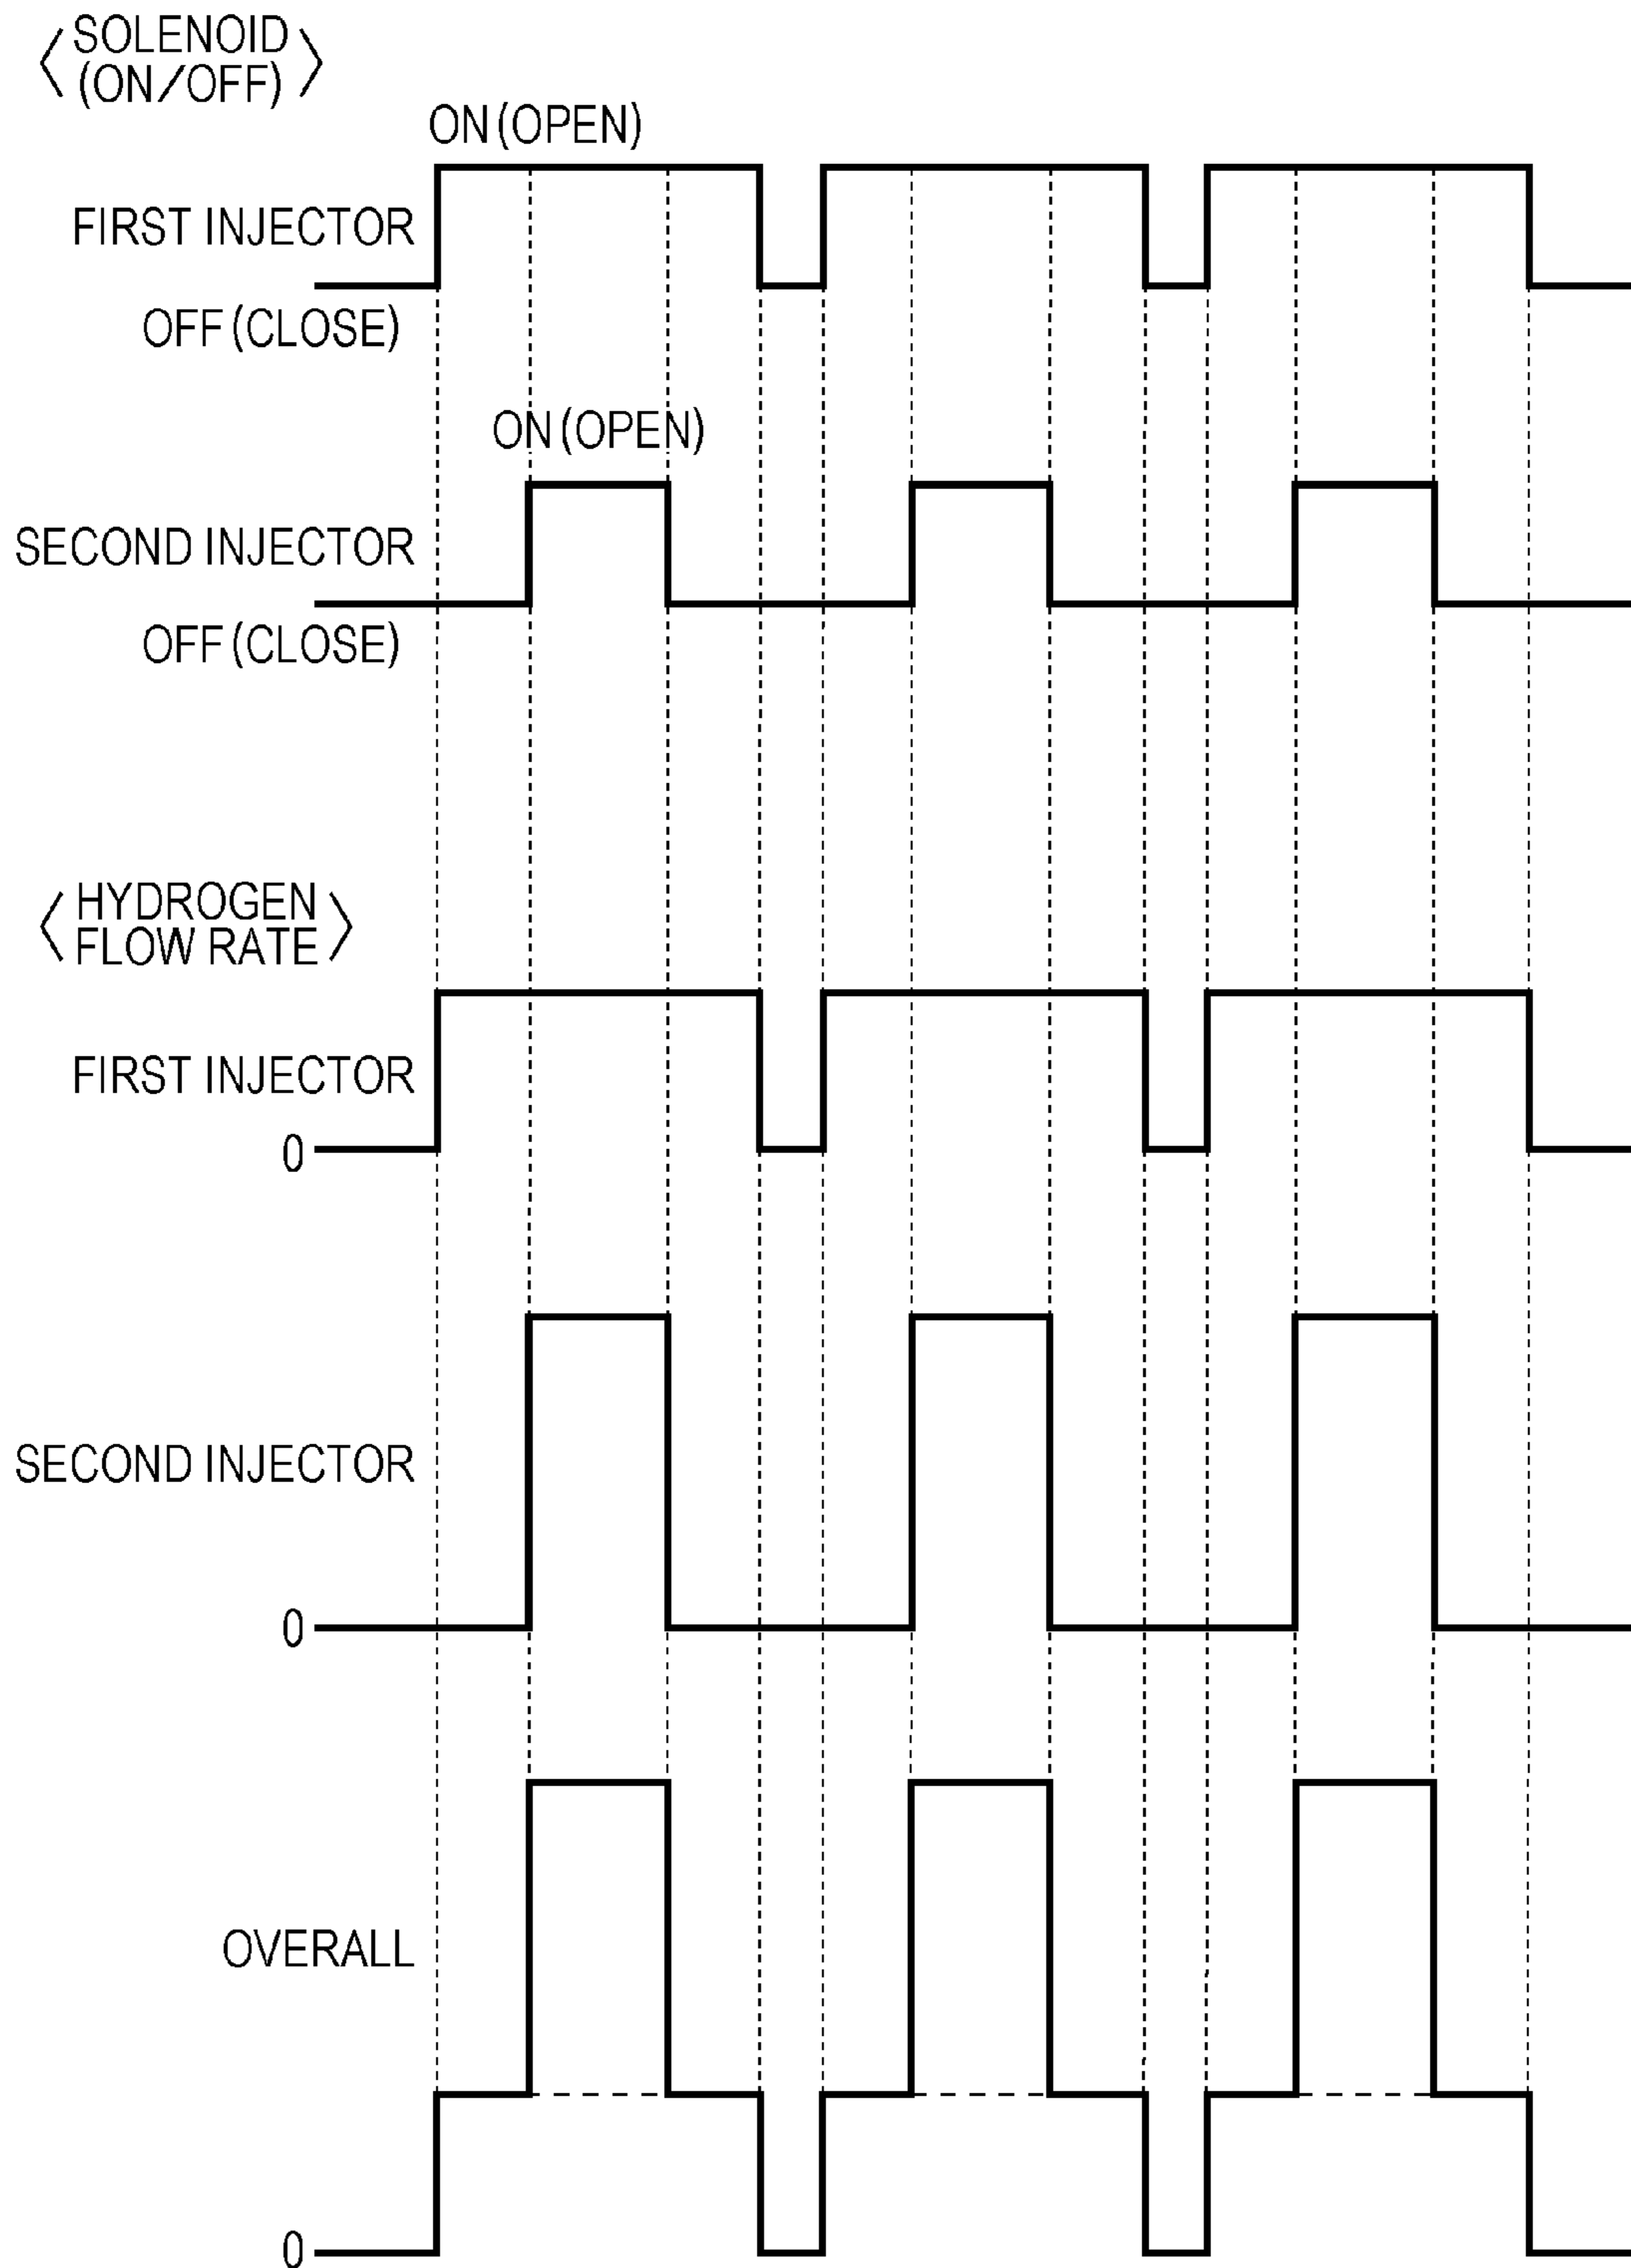 〈SOLENOID
(ON/OFF)〉
ON(OPEN)
FIRST INJECTOR
OFF(CLOSE)
ON(OPEN)
SECOND INJECTOR
OFF(CLOSE)
〈HYDROGEN
FLOW RATE〉
FIRST INJECTOR
0
SECOND INJECTOR
0
OVERALL
0